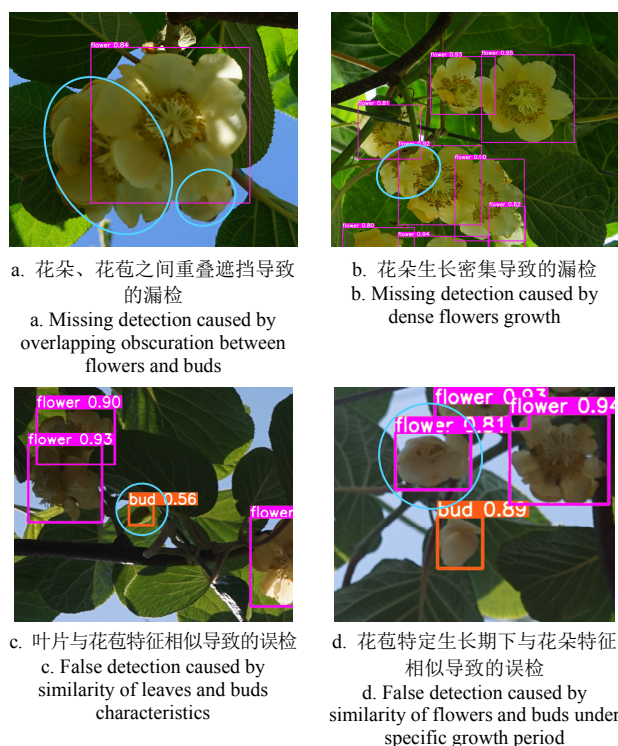 flower 0.84
flower 0.93
flower 0.95
flower 0.81
flower 0.90
flower 0.62
flower 0.80
flower 0.94
a. 花朵、花苞之间重叠遮挡导致
的漏检
a. Missing detection caused by
overlapping obscuration between
flowers and buds
b. 花朵生长密集导致的漏检
b. Missing detection caused by
dense flowers growth
flower 0.90
flower 0.93
bud 0.56
flower
flower 0.93
flower 0.94
flower 0.81
bud 0.89
c. 叶片与花苞特征相似导致的误检
c. False detection caused by
similarity of leaves and buds
characteristics
d. 花苞特定生长期下与花朵特征
相似导致的误检
d. False detection caused by
similarity of flowers and buds under
specific growth period